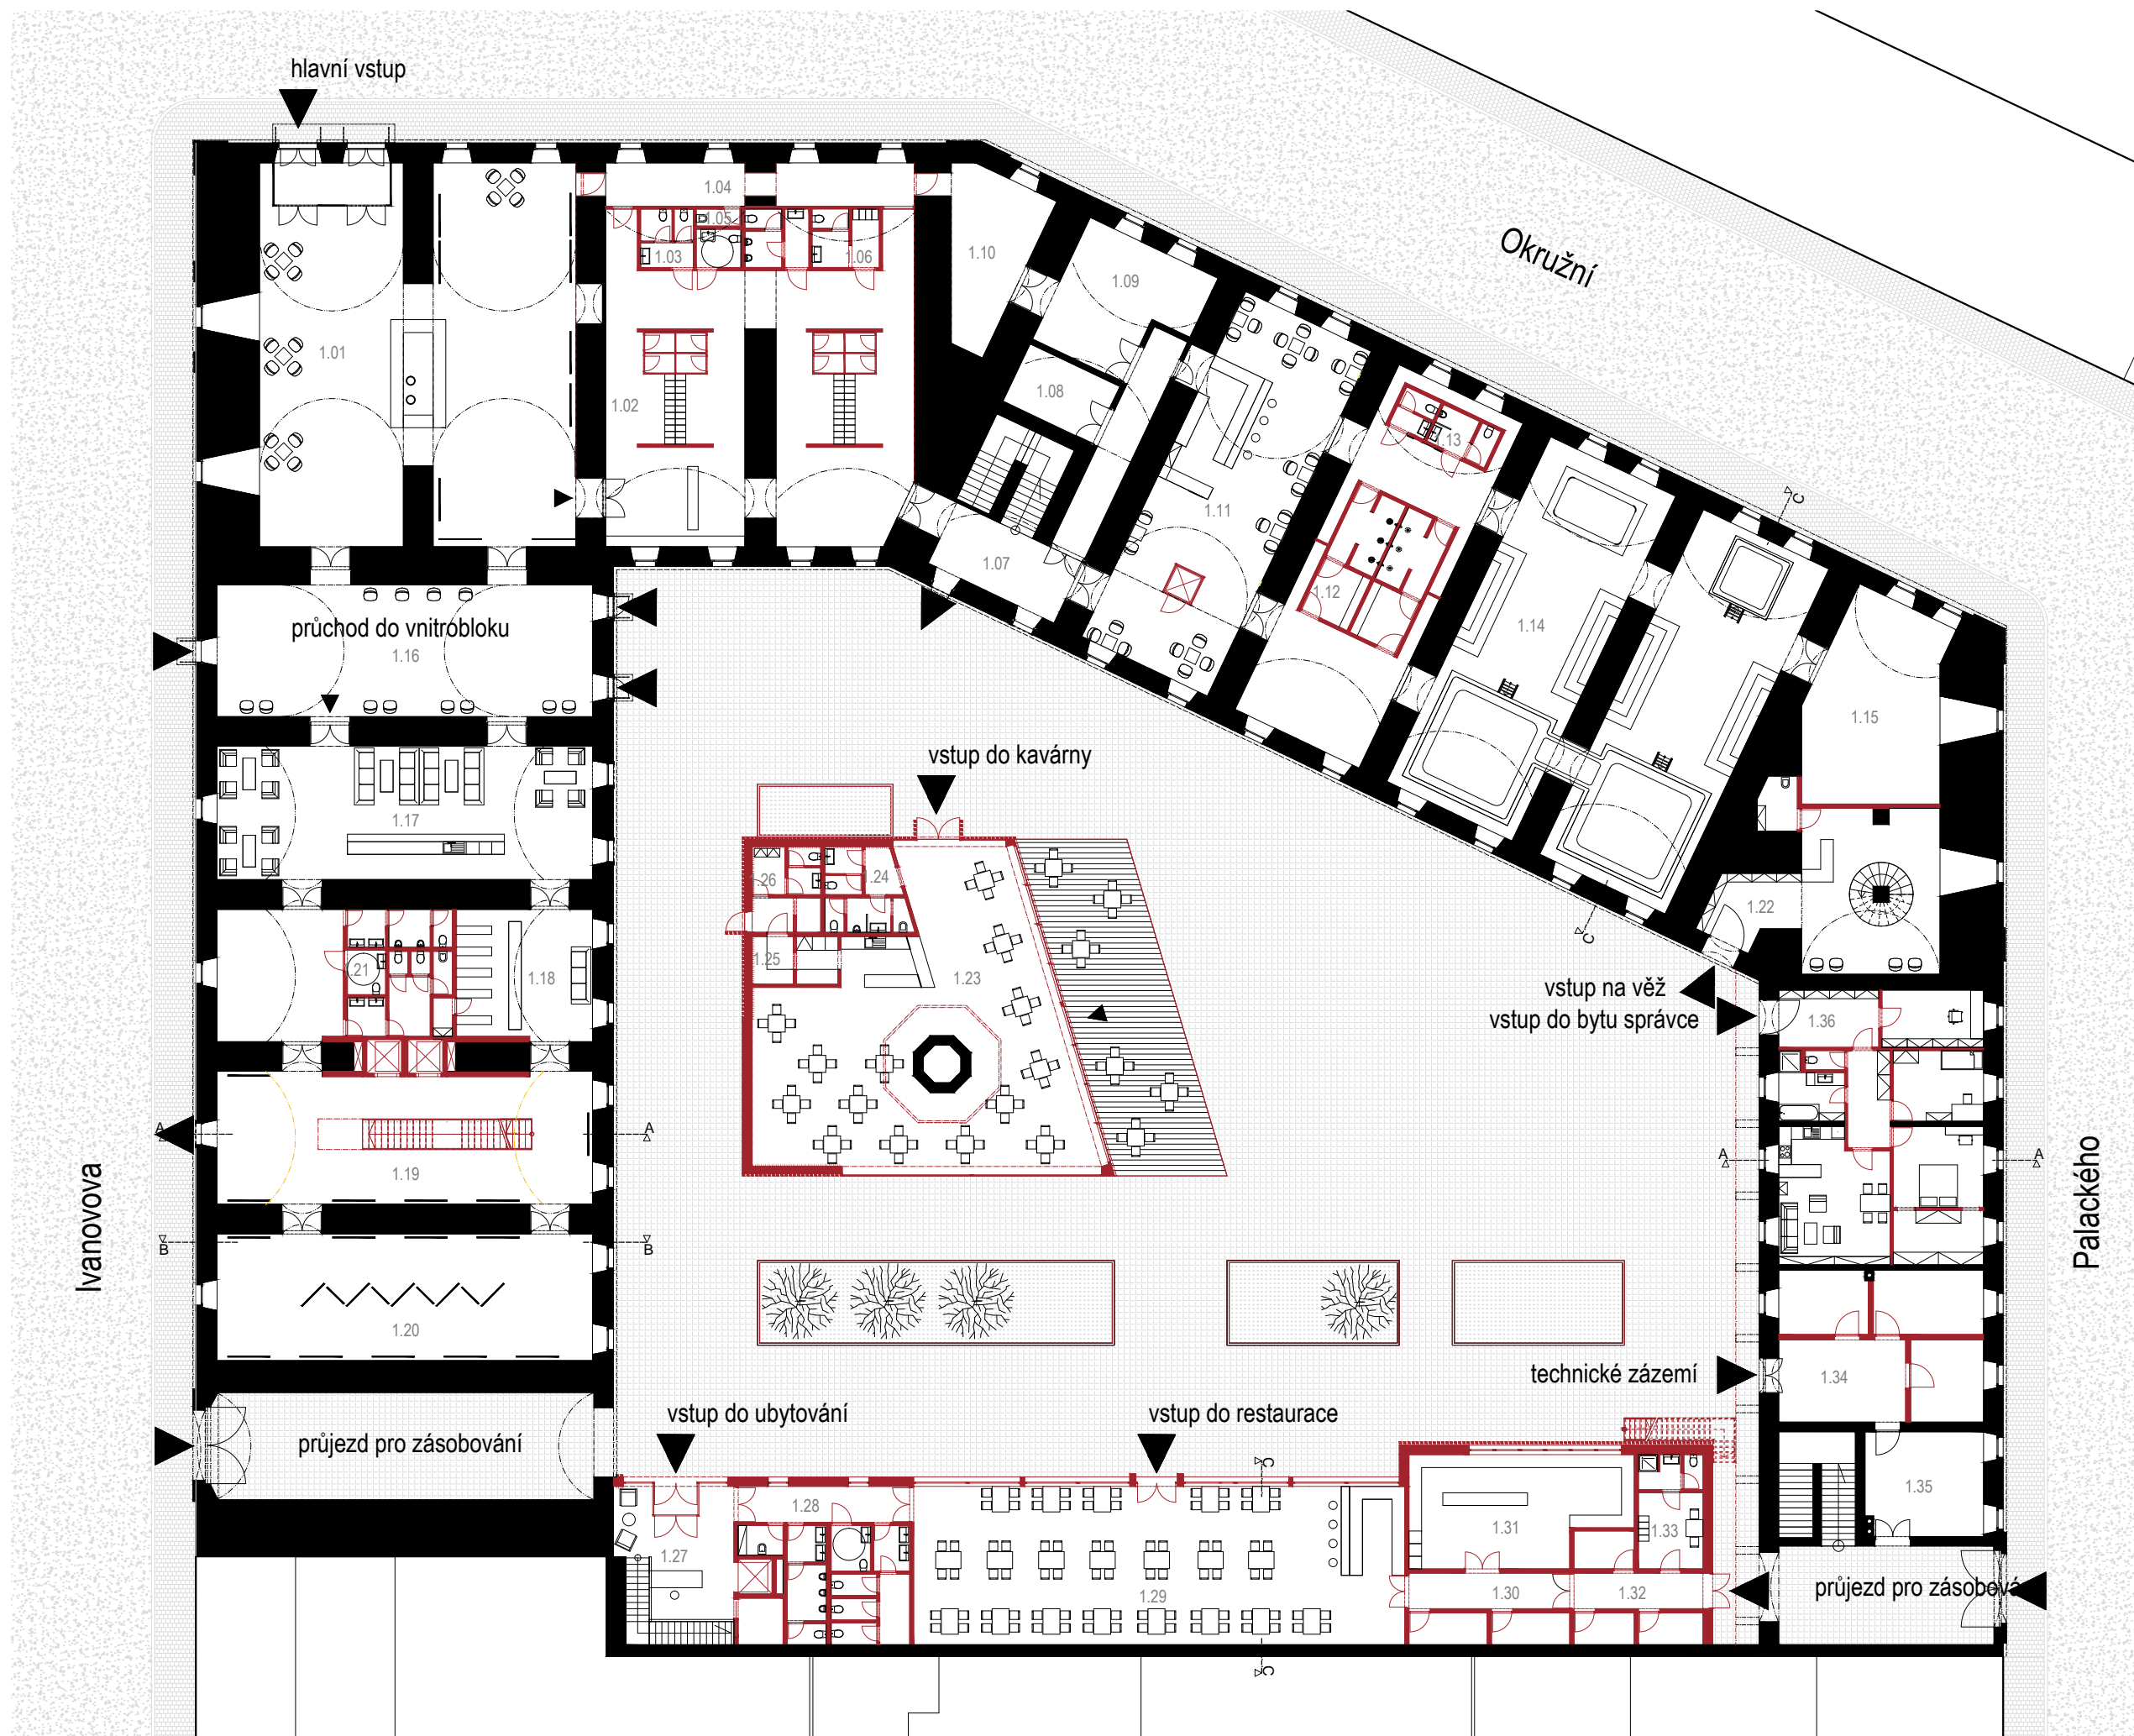 hlavní vstup
Okružní
1.04
1.05
1.03
1.06
1.10
1.09
1.01
1.02
1.08
1.13
1.11
1.07
1.12
1.14
C
průchod do vnitrobloku
1.16
1.15
vstup do kavárny
1.17
1.26
1.24
1.22
C
1.25
1.23
.21
1.18
vstup na věž
vstup do bytu správce
1.36
A
A
A
A
1.19
Ivanovova
Palackého
B
B
1.20
technické zázemí
1.34
vstup do ubytování
vstup do restaurace
průjezd pro zásobování
C
1.28
1.31
1.33
1.35
1.27
1.29
1.30
1.32
průjezd pro zásobová
C